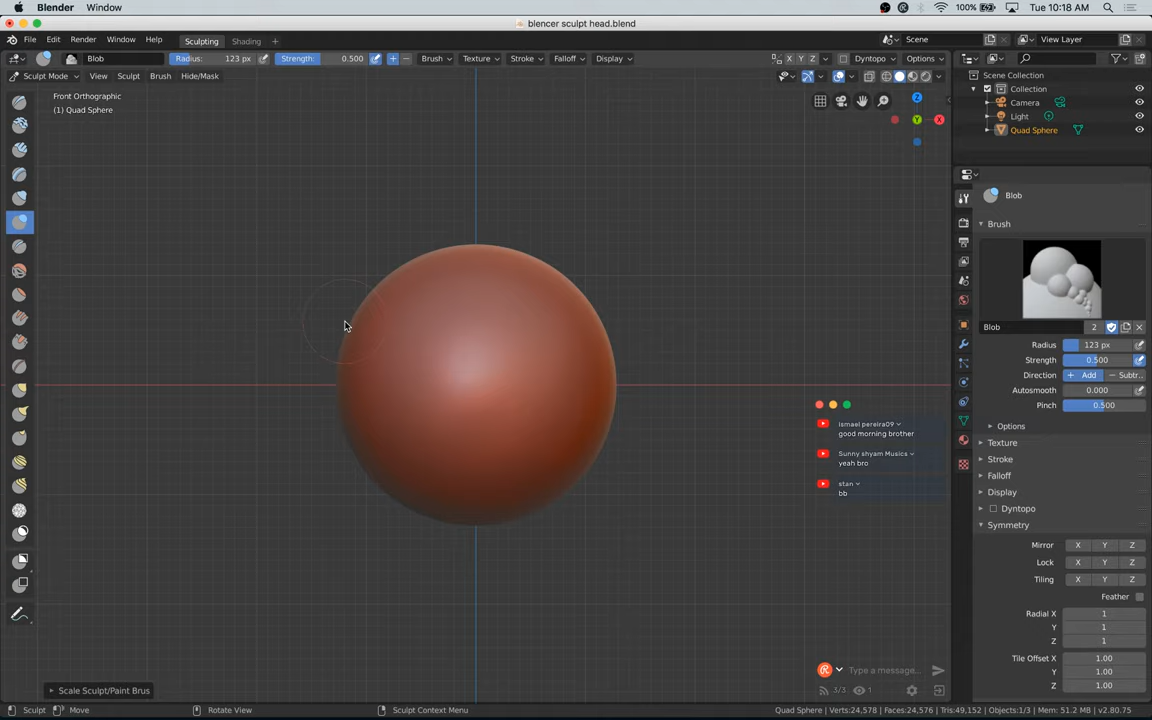 Blender Window 100% Tue 10:18 AM
blencer sculpt head.blend
File Edit Render Window Help Sculpting Shading + Scene View Layer
Blob Radius: 123 px Strength: 0.500 + − Brush Texture Stroke Falloff Display X Y Z Dyntopo Options
Sculpt Mode View Sculpt Brush Hide/Mask
Front Orthographic
(1) Quad Sphere
Z
Y X
Scene Collection
Collection
Camera
Light
Quad Sphere
Blob
Brush
Blob 2
Radius 123 px
Strength 0.500
Direction + Add − Subtr..
Autosmooth 0.000
Pinch 0.500
Options
Texture
Stroke
Falloff
Display
Dyntopo
Symmetry
Mirror X Y Z
Lock X Y Z
Tiling X Y Z
Feather
Radial X 1
Y 1
Z 1
Tile Offset X 1.00
Y 1.00
Z 1.00
ismael pereira09
good morning brother
Sunny shyam Musics
yeah bro
stan
bb
Type a message...
3/3 1
Scale Sculpt/Paint Brus
Sculpt Move Rotate View Sculpt Context Menu Quad Sphere | Verts:24,578 | Faces:24,576 | Tris:49,152 | Objects:1/3 | Mem: 51.2 MB | v2.80.75